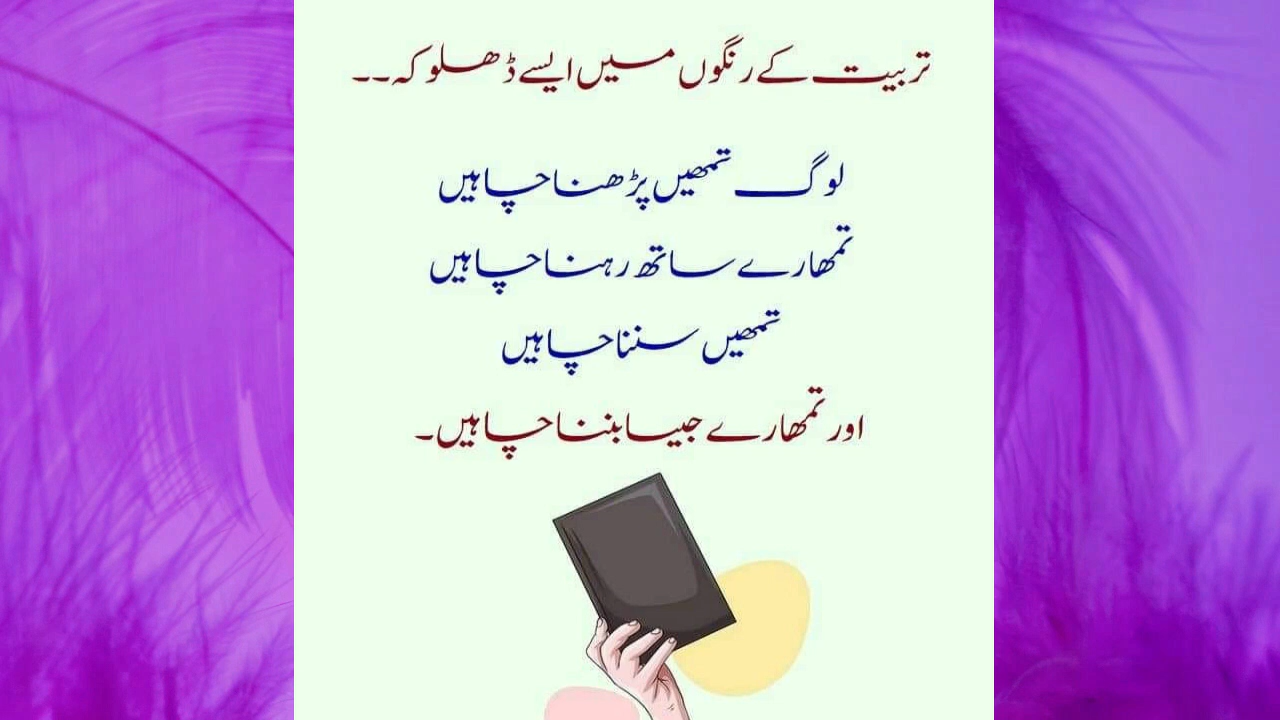 تربیت کے رنگوں میں ایسے ڈھلو کہ۔۔
لوگ تمھیں پڑھنا چاہیں
تمھارے ساتھ رہنا چاہیں
تمھیں سننا چاہیں
اور تمھارے جیسا بننا چاہیں۔